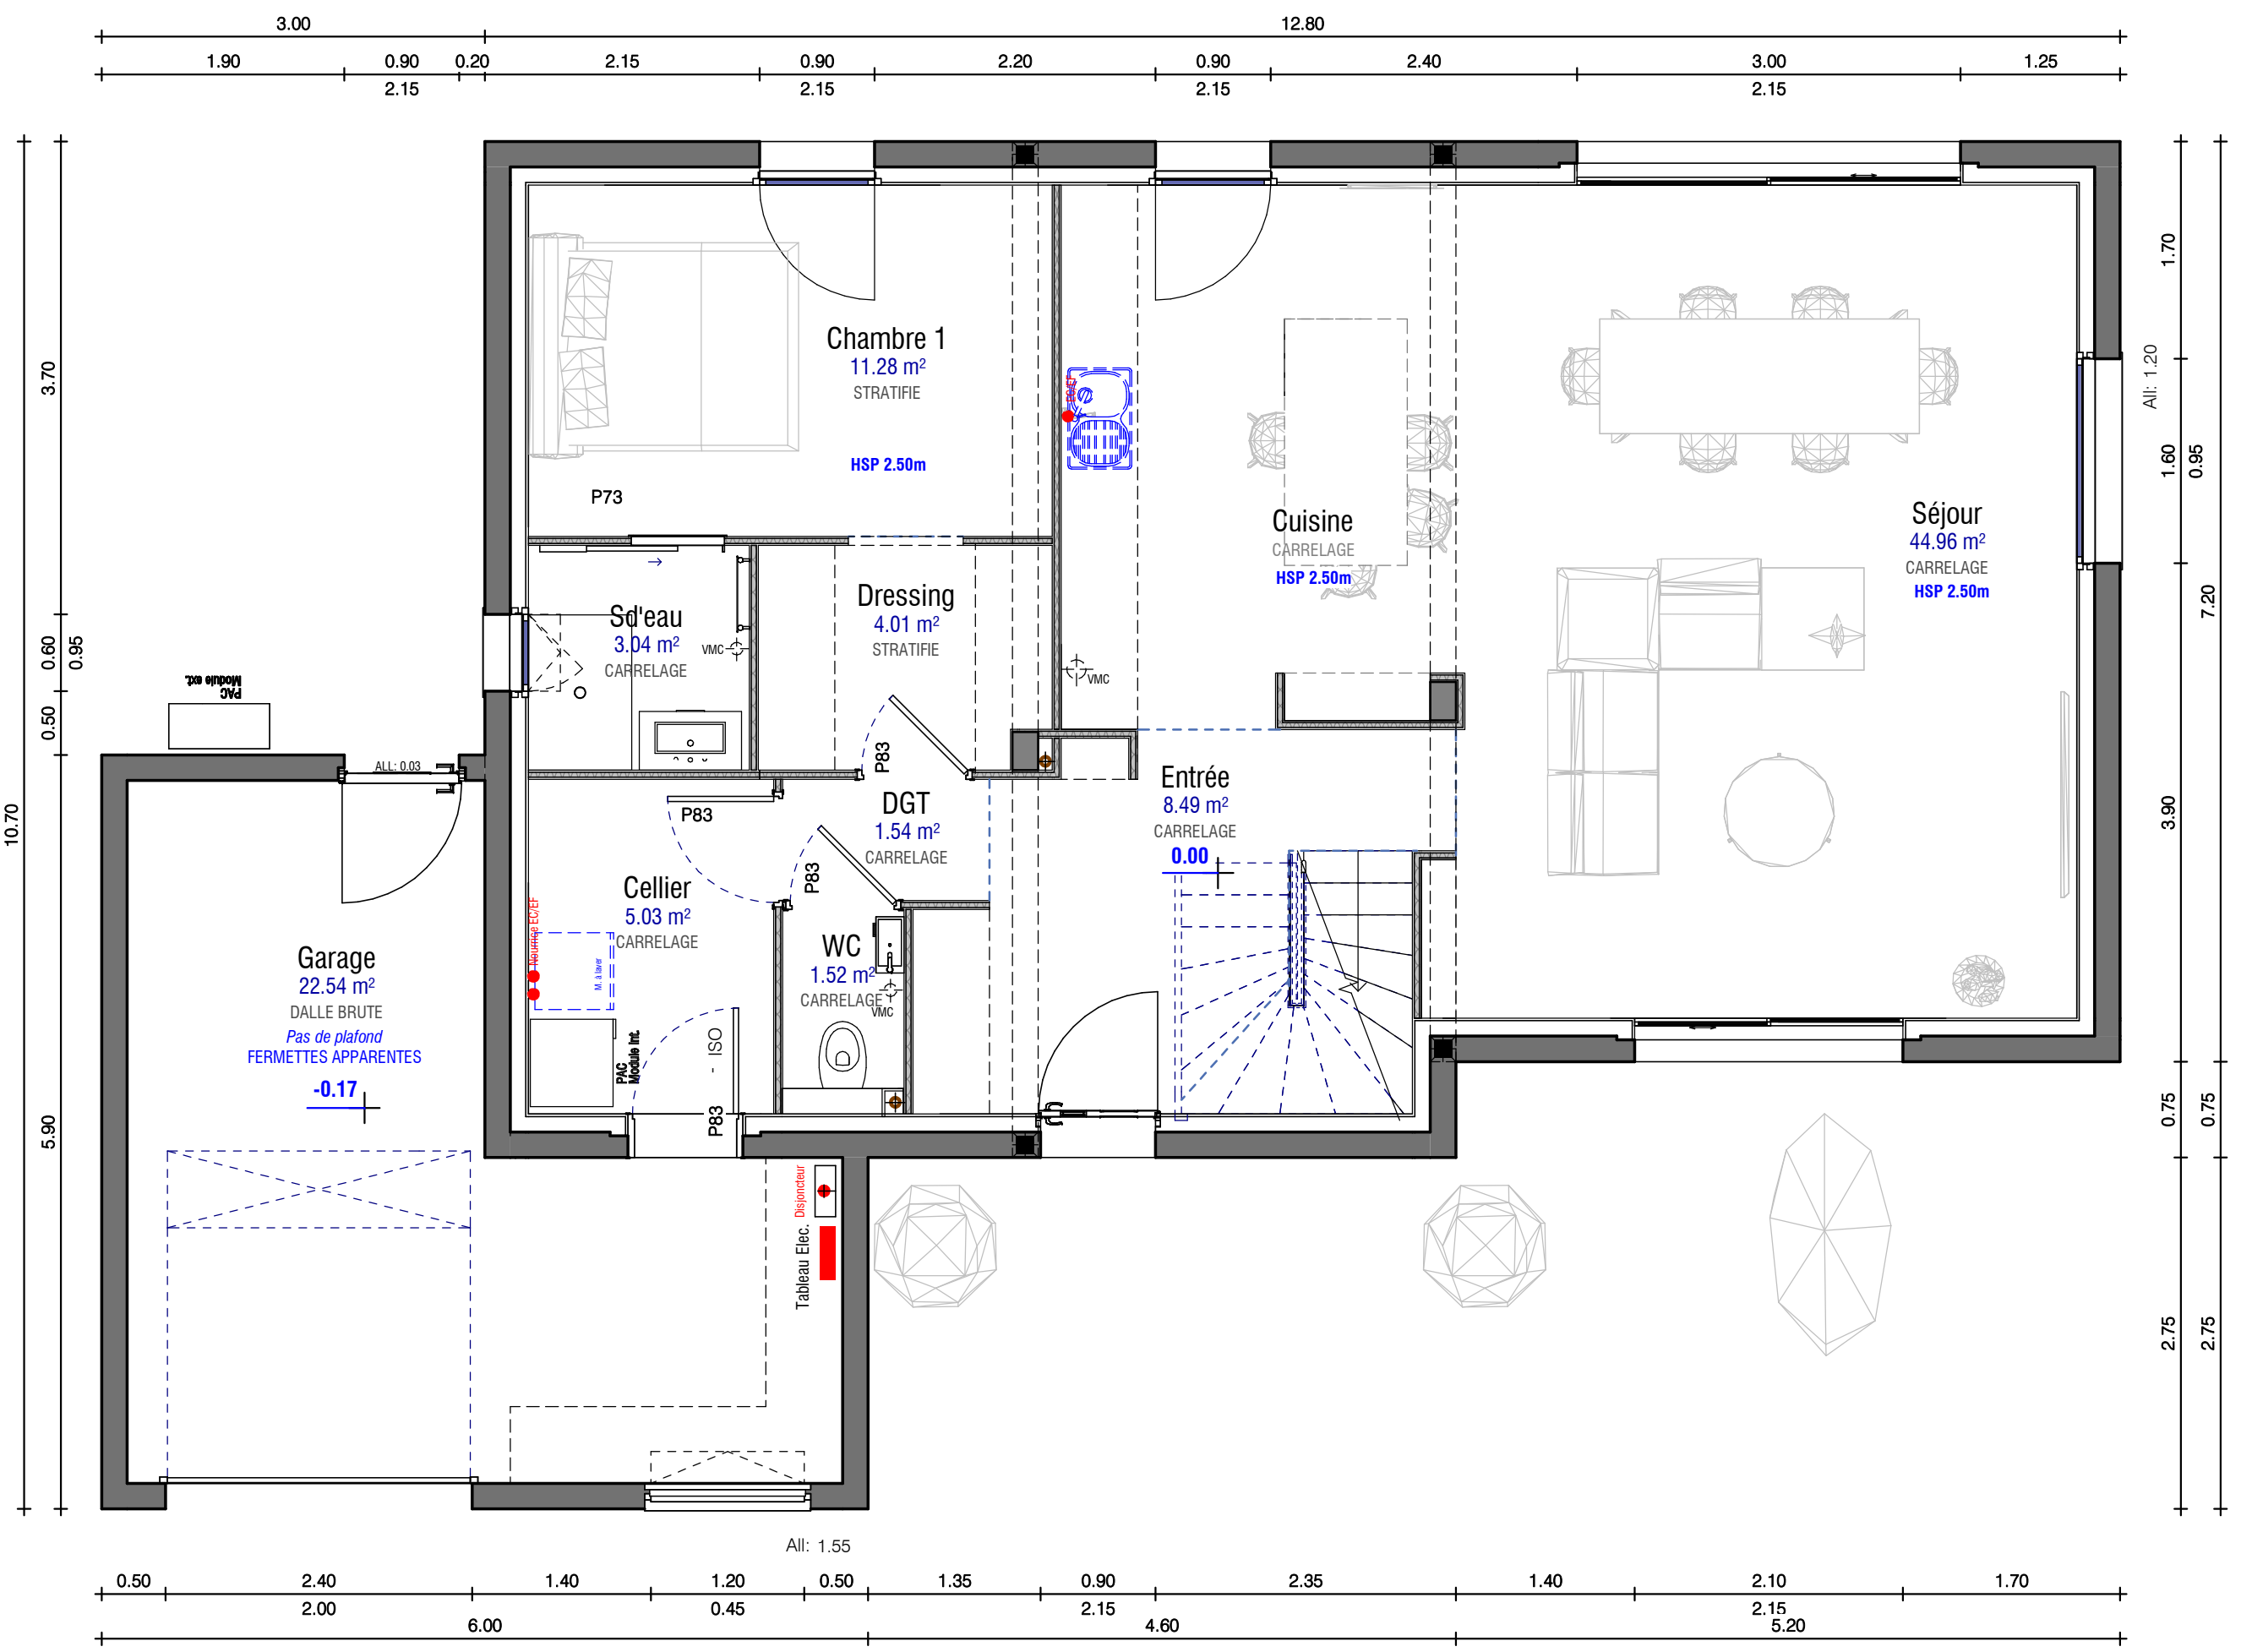 3.00 12.80
1.90 0.90 0.20 2.15 0.90 2.20 0.90 2.40 3.00 1.25
2.15 2.15 2.15 2.15
10.70
3.70
0.60
0.95
0.50
5.90
1.70
All: 1.20
1.60
0.95
7.20
3.90
0.75
0.75
2.75
2.75
Chambre 1
11.28 m²
STRATIFIE
HSP 2.50m
P73
EC/EF
Cuisine
CARRELAGE
HSP 2.50m
Séjour
44.96 m²
CARRELAGE
HSP 2.50m
Sd'eau
3.04 m²
CARRELAGE
VMC
Dressing
4.01 m²
STRATIFIE
P83
VMC
PAC
Module ext.
ALL: 0.03
P83
DGT
1.54 m²
CARRELAGE
P83
Entrée
8.49 m²
CARRELAGE
0.00
Cellier
5.03 m²
CARRELAGE
Nourrice EC/EF
M. à laver
PAC
Module Int.
WC
1.52 m²
CARRELAGE
VMC
P83 - ISO
Garage
22.54 m²
DALLE BRUTE
Pas de plafond
FERMETTES APPARENTES
-0.17
Disjoncteur
Tableau Elec.
All: 1.55
0.50 2.40 1.40 1.20 0.50 1.35 0.90 2.35 1.40 2.10 1.70
2.00 0.45 2.15 2.15
6.00 4.60 5.20